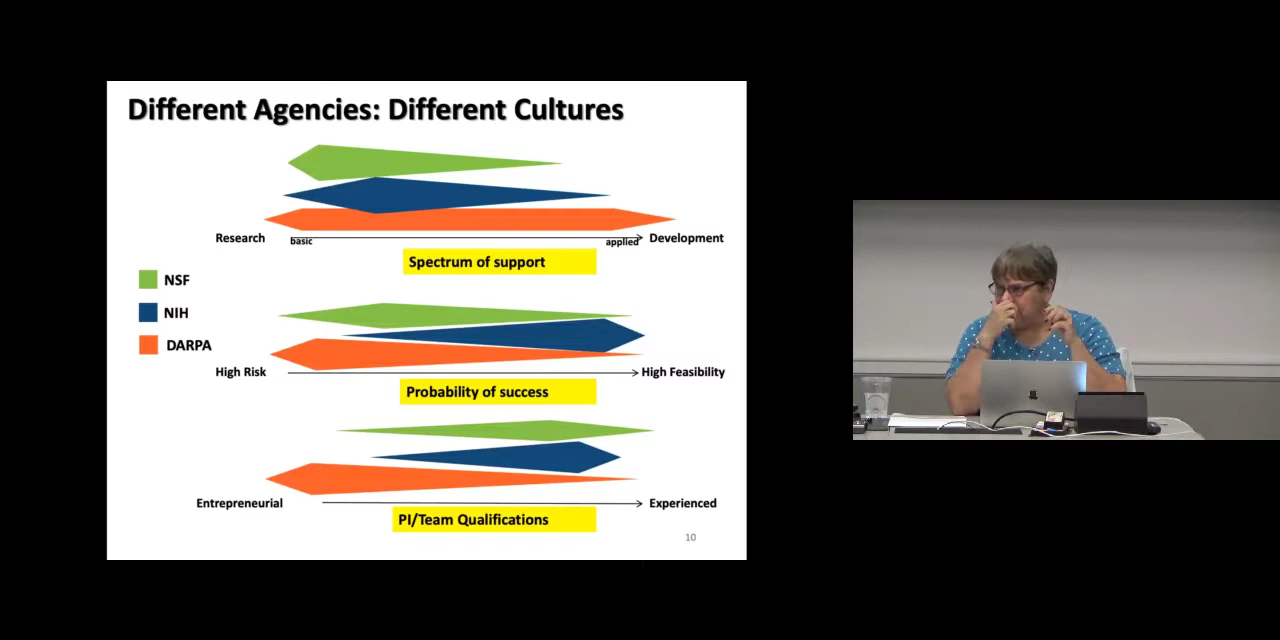 Different Agencies: Different Cultures
Research
basic
applied
Development
Spectrum of support
NSF
NIH
DARPA
High Risk
High Feasibility
Probability of success
Entrepreneurial
Experienced
PI/Team Qualifications
10